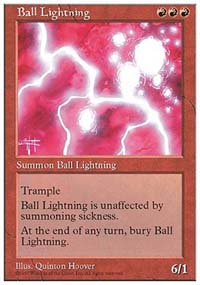 Ball Lightning
Summon Ball Lightning
Trample
Ball Lightning is unaffected by
summoning sickness.
At the end of any turn, bury Ball
Lightning.
Illus. Quinton Hoover
6/1